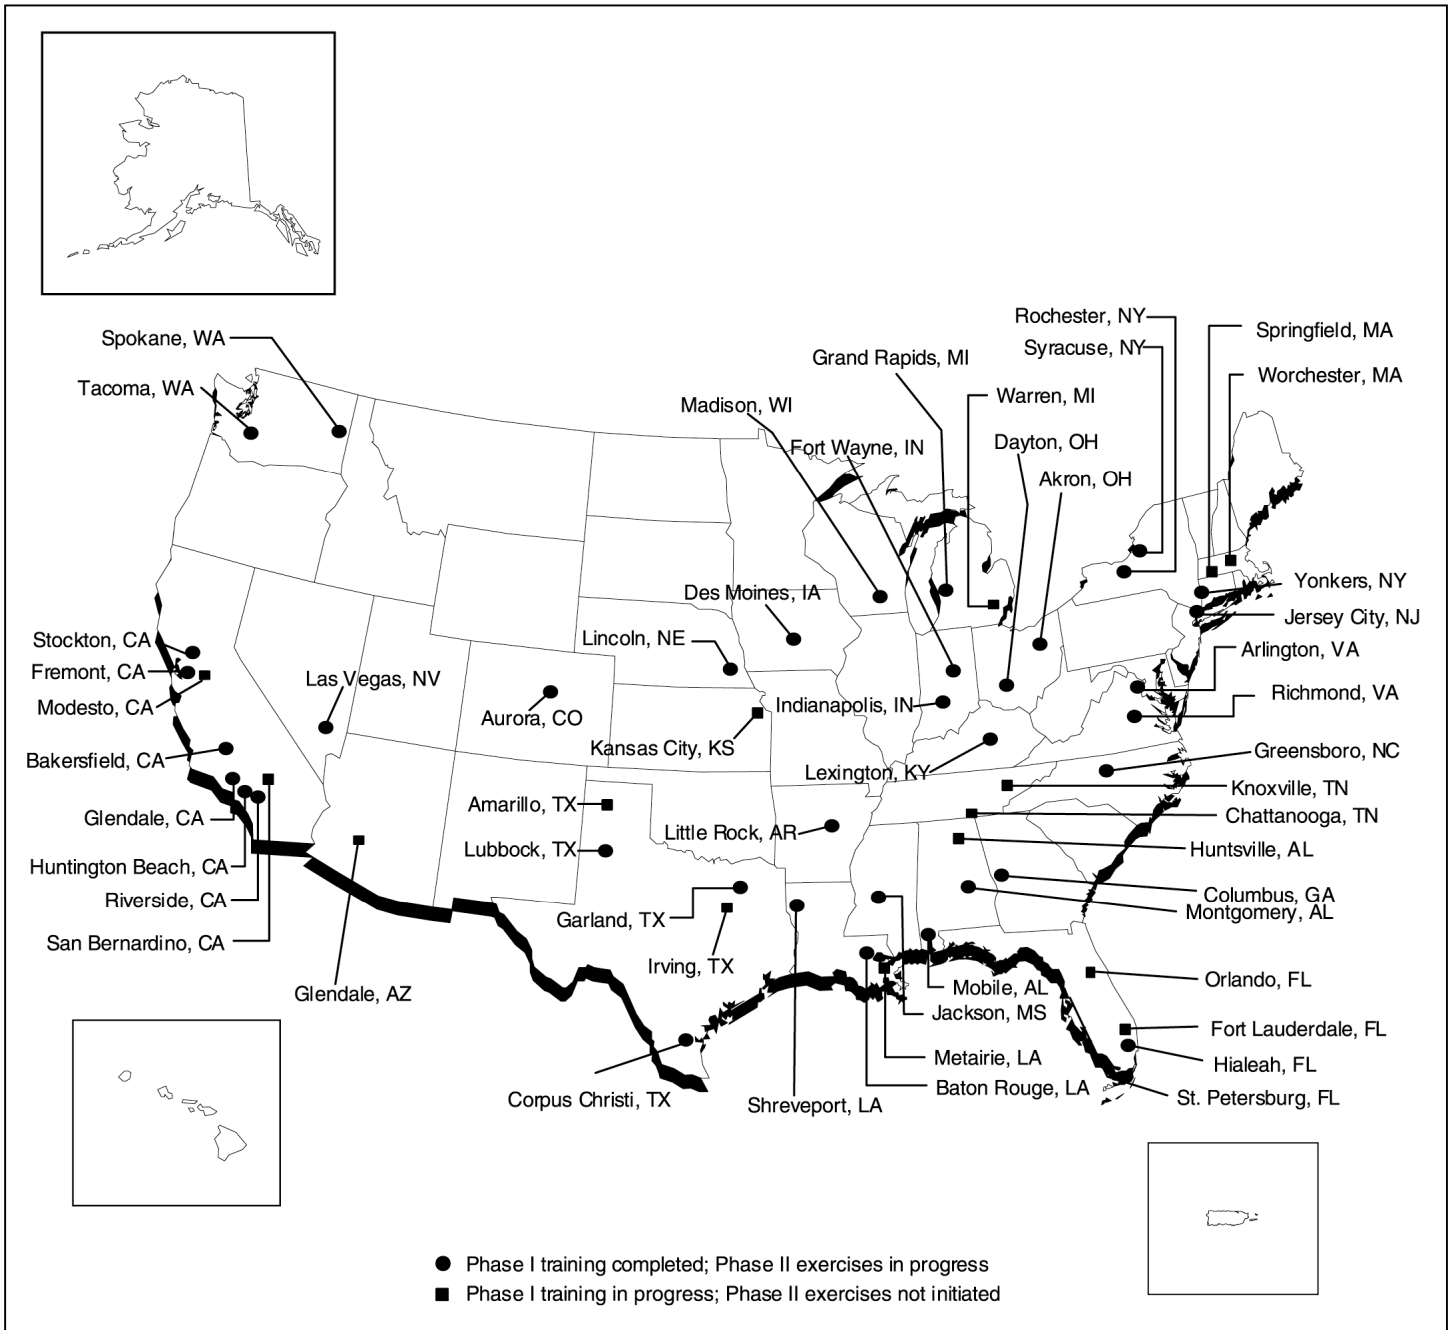 Rochester, NY
Springfield, MA
Spokane, WA
Syracuse, NY
Grand Rapids, MI
Worchester, MA
Tacoma, WA
Warren, MI
Madison, WI
Dayton, OH
Fort Wayne, IN
Akron, OH
Yonkers, NY
Des Moines, IA
Jersey City, NJ
Stockton, CA
Lincoln, NE
Arlington, VA
Fremont, CA
Las Vegas, NV
Richmond, VA
Modesto, CA
Indianapolis, IN
Aurora, CO
Kansas City, KS
Greensboro, NC
Bakersfield, CA
Lexington, KY
Knoxville, TN
Amarillo, TX
Chattanooga, TN
Glendale, CA
Little Rock, AR
Lubbock, TX
Huntsville, AL
Huntington Beach, CA
Columbus, GA
Riverside, CA
Montgomery, AL
Garland, TX
San Bernardino, CA
Irving, TX
Orlando, FL
Glendale, AZ
Mobile, AL
Jackson, MS
Fort Lauderdale, FL
Metairie, LA
Hialeah, FL
Baton Rouge, LA
Corpus Christi, TX
Shreveport, LA
St. Petersburg, FL
Phase I training completed; Phase II exercises in progress
Phase I training in progress; Phase II exercises not initiated